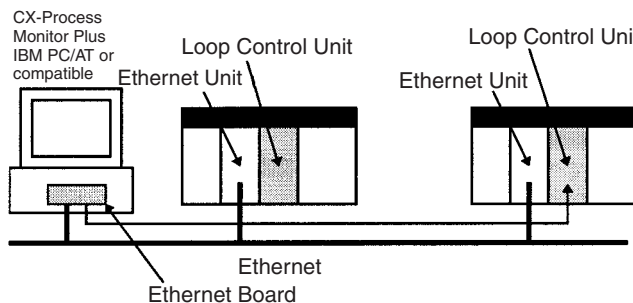 CX-Process
Monitor Plus
IBM PC/AT or
compatible
Loop Control Unit
Ethernet Unit
Loop Control Uni
Ethernet Unit
Ethernet
Ethernet Board